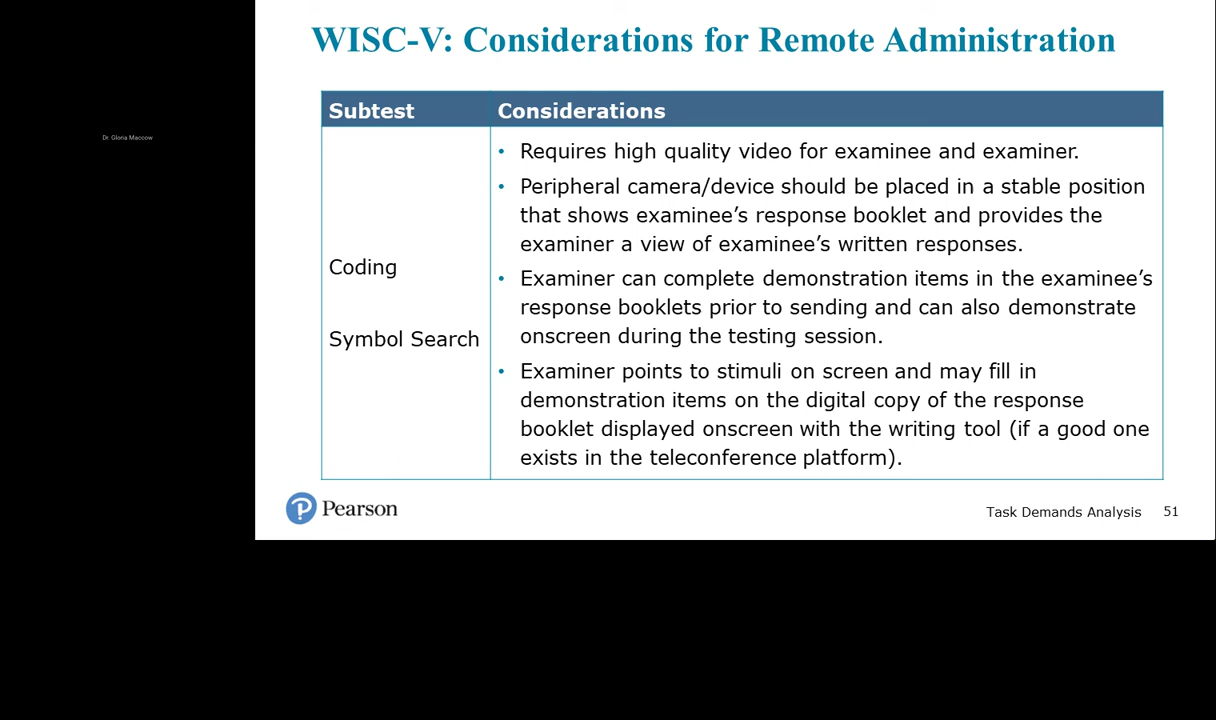 WISC-V: Considerations for Remote Administration
Dr. Gloria Maccow
Subtest Considerations
Coding
Symbol Search
• Requires high quality video for examinee and examiner.
• Peripheral camera/device should be placed in a stable position
that shows examinee’s response booklet and provides the
examiner a view of examinee’s written responses.
• Examiner can complete demonstration items in the examinee’s
response booklets prior to sending and can also demonstrate
onscreen during the testing session.
• Examiner points to stimuli on screen and may fill in
demonstration items on the digital copy of the response
booklet displayed onscreen with the writing tool (if a good one
exists in the teleconference platform).
Pearson
Task Demands Analysis 51